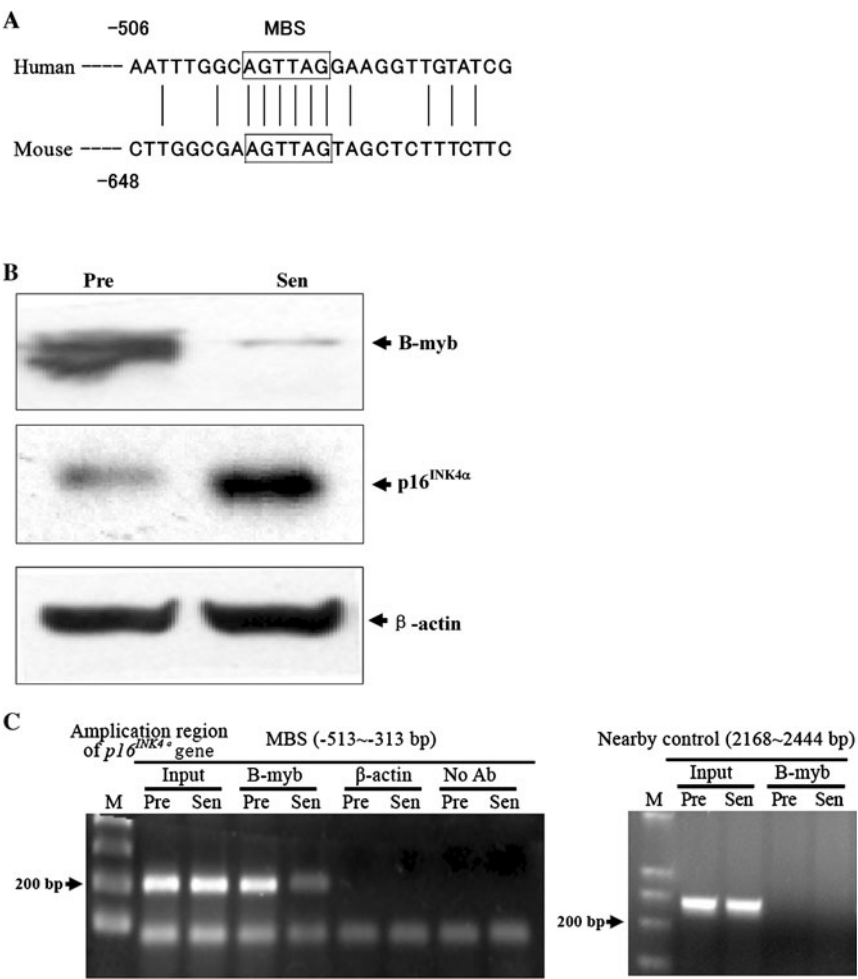 A
-506 MBS
Human ---- AATTTGGCAGTTAGGAAGGTTGTATCG
Mouse ---- CTTGGCGAAGTTAGTAGCTCTTTCTTC
-648
B
Pre Sen
B-myb
p16INK4α
β-actin
C
Amplication region
of p16INK4a gene
MBS (-513~-313 bp)
Input B-myb β-actin No Ab
M Pre Sen Pre Sen Pre Sen Pre Sen
200 bp
Nearby control (2168~2444 bp)
Input B-myb
M Pre Sen Pre Sen
200 bp